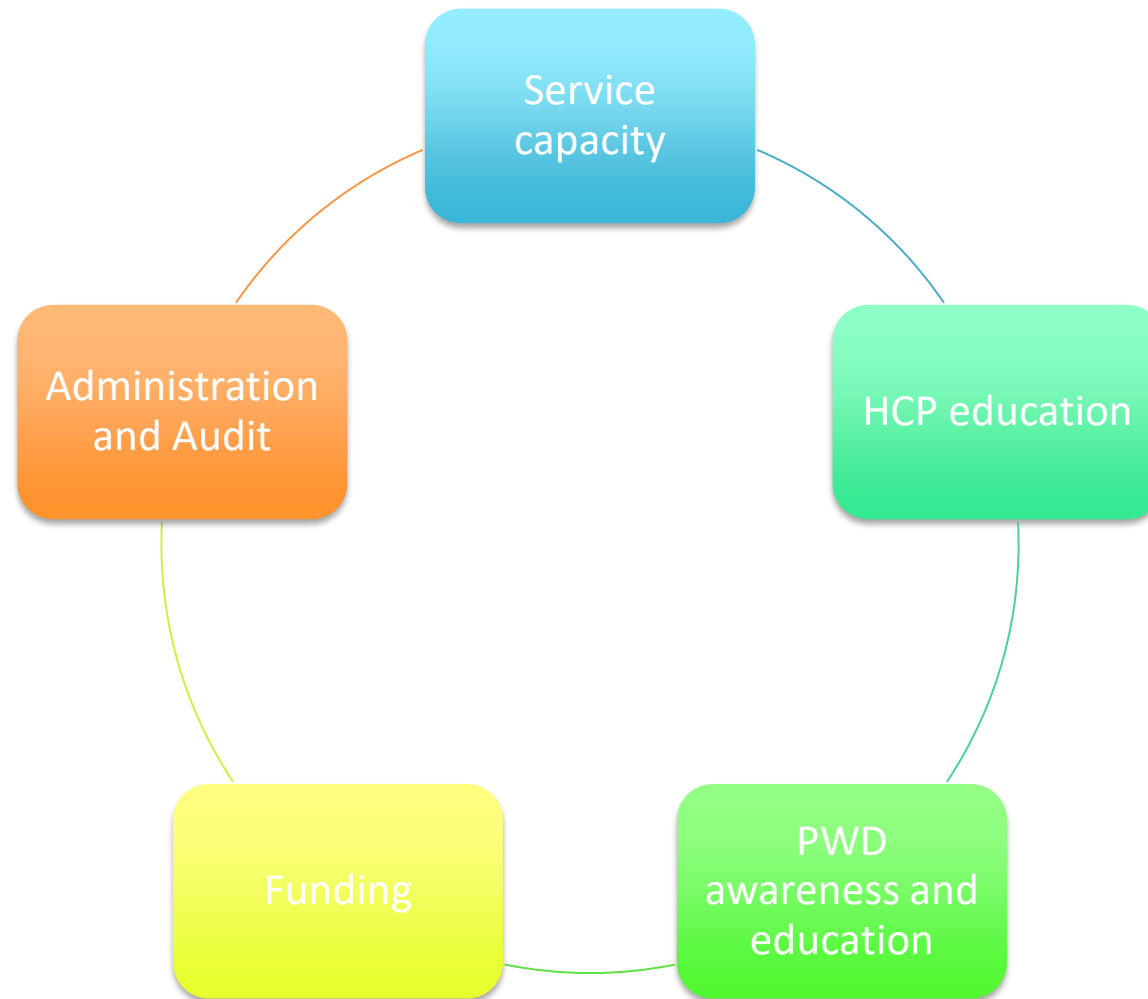 Service
capacity
HCP education
PWD
awareness and
education
Funding
Administration
and Audit